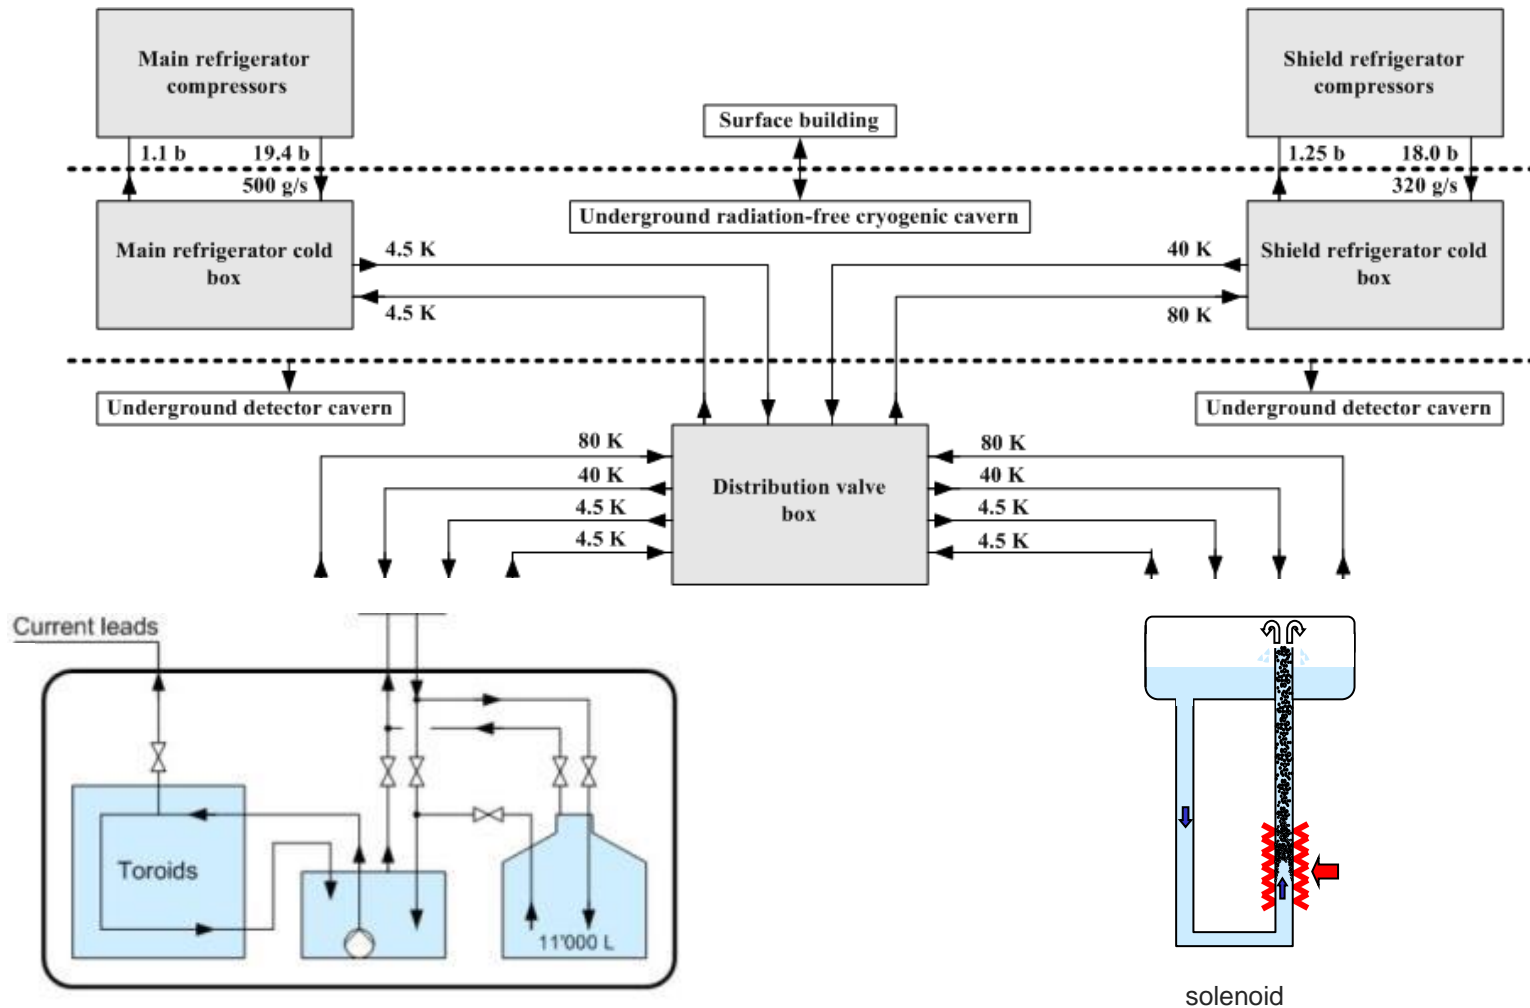 Main refrigerator
compressors
Shield refrigerator
compressors
Surface building
1.1 b
19.4 b
1.25 b
18.0 b
500 g/s
320 g/s
Underground radiation-free cryogenic cavern
Main refrigerator cold
box
4.5 K
40 K
Shield refrigerator cold
box
4.5 K
80 K
Underground detector cavern
Underground detector cavern
80 K
80 K
40 K
40 K
Distribution valve
box
4.5 K
4.5 K
4.5 K
4.5 K
Current leads
Toroids
11'000 L
solenoid